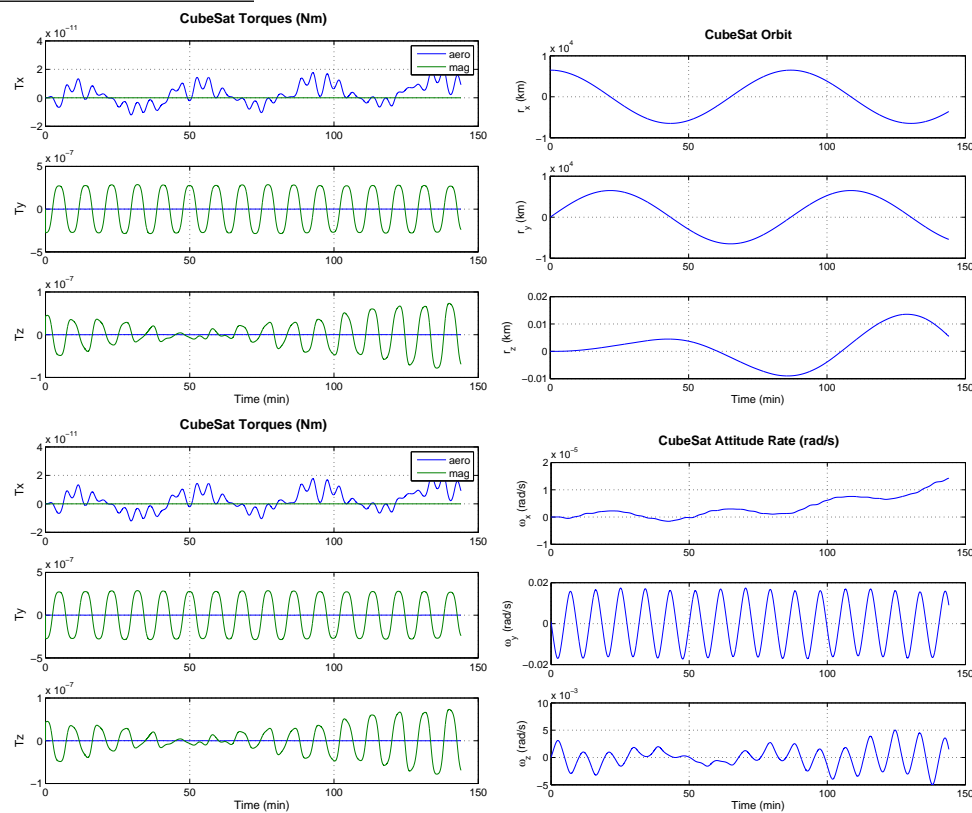 CubeSat Torques (Nm)
x 10−11
4
2
0
−2
Tx
aero
mag
0 50 100 150
x 10−7
5
0
−5
Ty
0 50 100 150
x 10−7
1
0
−1
Tz
0 50 100 150
Time (min)
CubeSat Orbit
x 104
1
0
−1
r_x (km)
0 50 100 150
x 104
1
0
−1
r_y (km)
0 50 100 150
0.02
0.01
0
−0.01
r_z (km)
0 50 100 150
Time (min)
CubeSat Torques (Nm)
x 10−11
4
2
0
−2
Tx
aero
mag
0 50 100 150
x 10−7
5
0
−5
Ty
0 50 100 150
x 10−7
1
0
−1
Tz
0 50 100 150
Time (min)
CubeSat Attitude Rate (rad/s)
x 10−5
2
1
0
−1
ω_x (rad/s)
0 50 100 150
0.02
0
−0.02
ω_y (rad/s)
0 50 100 150
x 10−3
10
5
0
−5
ω_z (rad/s)
0 50 100 150
Time (min)